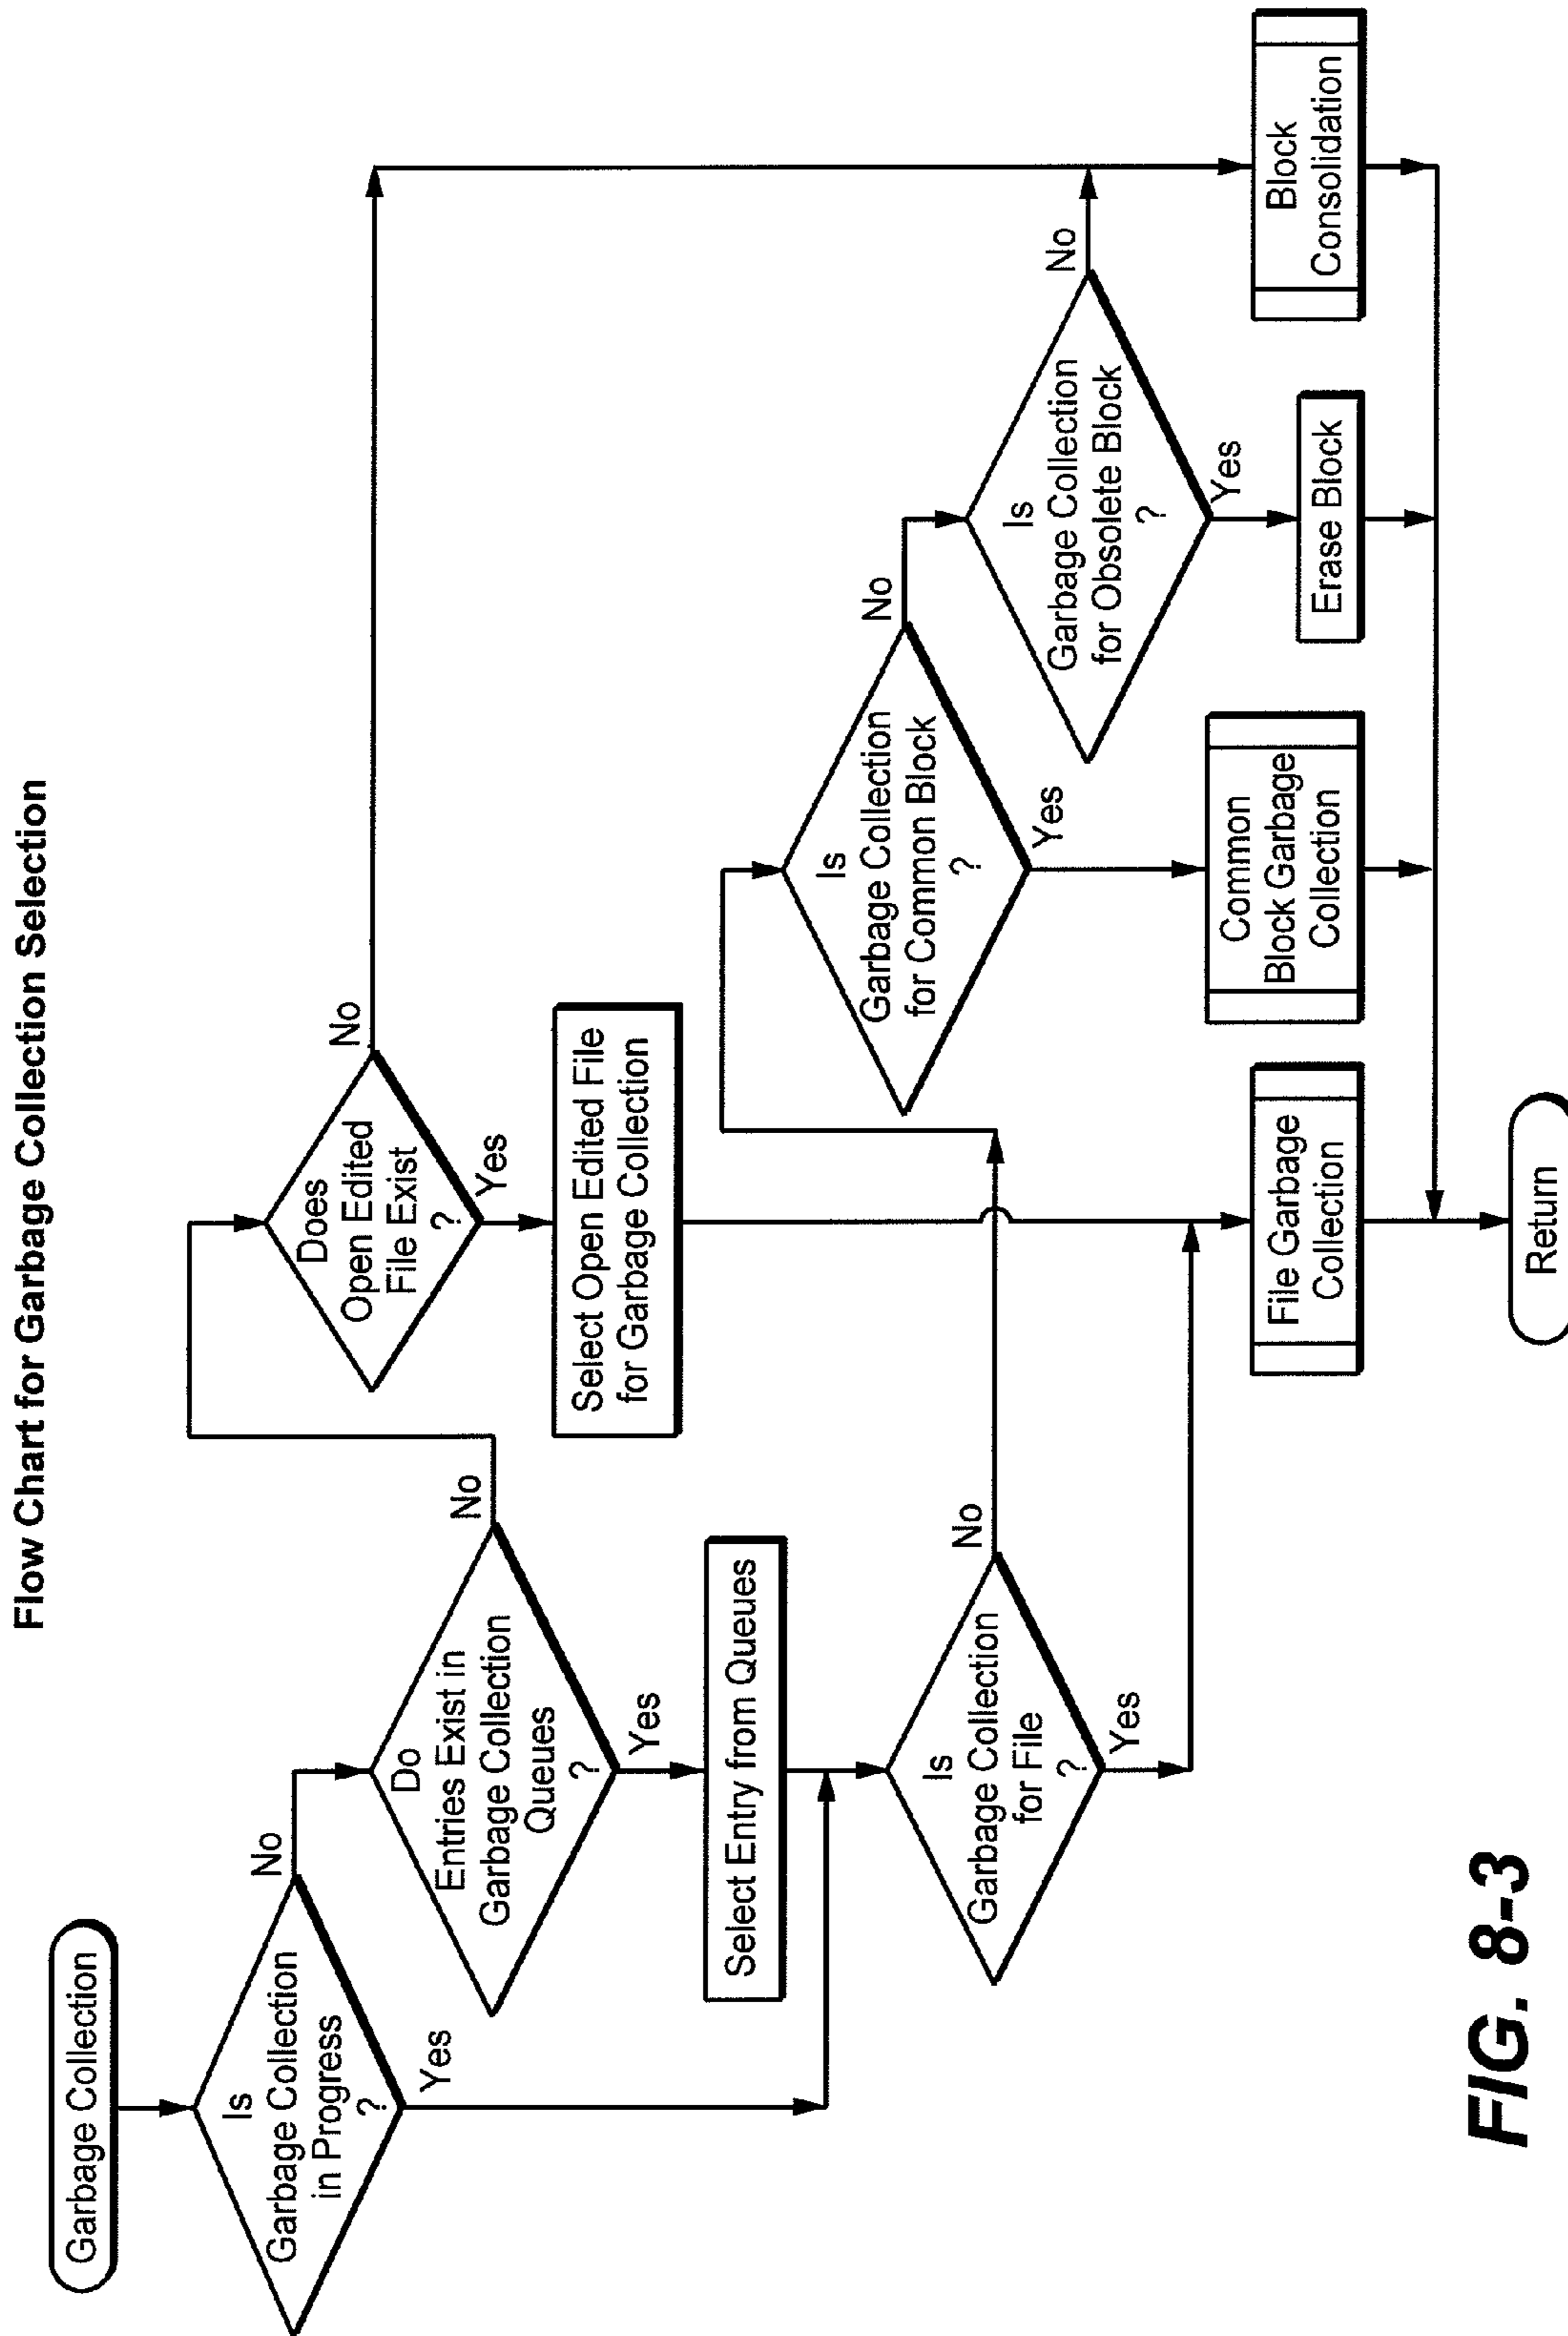 Flow Chart for Garbage Collection Selection
Garbage Collection
Is
Garbage Collection
in Progress
?
No
Yes
Do
Entries Exist in
Garbage Collection
Queues
?
No
Yes
Select Entry from Queues
Does
Open Edited
File Exist
?
No
Yes
Select Open Edited File
for Garbage Collection
Is
Garbage Collection
for File
?
No
Yes
Is
Garbage Collection
for Common Block
?
No
Yes
Is
Garbage Collection
for Obsolete Block
?
No
Yes
File Garbage
Collection
Common
Block Garbage
Collection
Erase Block
Block
Consolidation
Return
FIG. 8-3